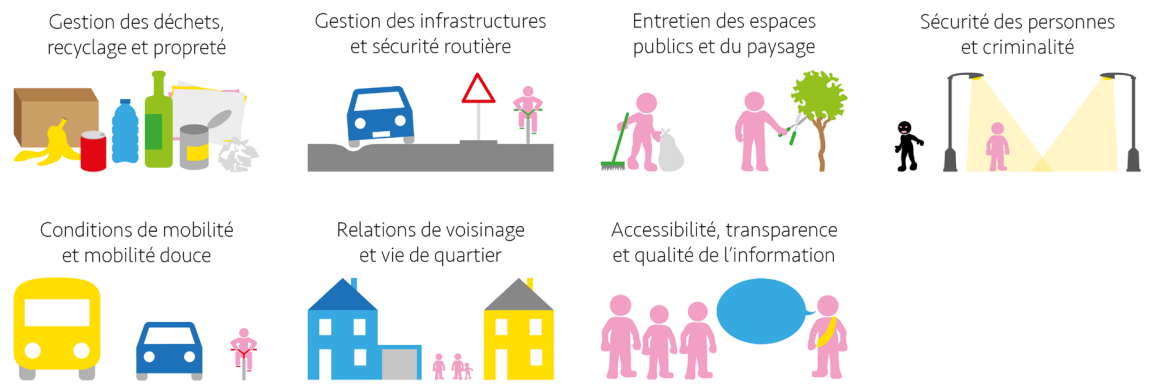 Gestion des déchets,
recyclage et propreté
Gestion des infrastructures
et sécurité routière
Entretien des espaces
publics et du paysage
Sécurité des personnes
et criminalité
Conditions de mobilité
et mobilité douce
Relations de voisinage
et vie de quartier
Accessibilité, transparence
et qualité de l'information